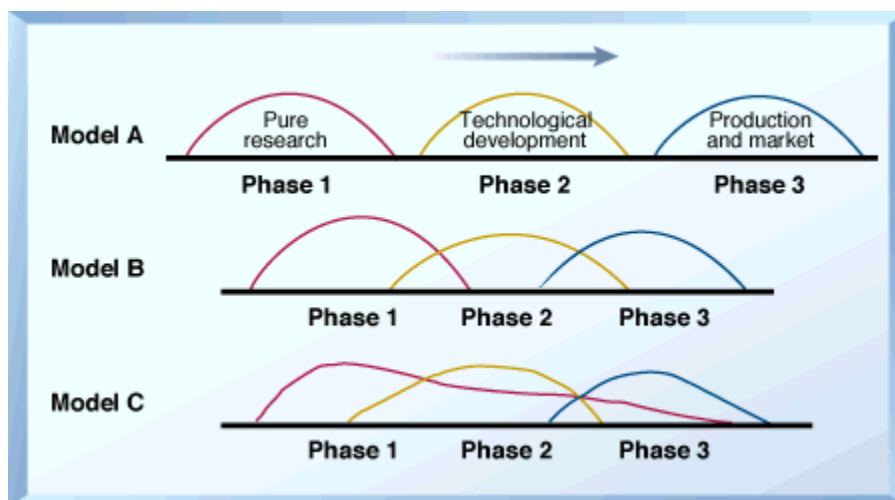 Pure
research
Technological
development
Production
and market
Model A
Phase 1
Phase 2
Phase 3
Model B
Phase 1
Phase 2
Phase 3
Model C
Phase 1
Phase 2
Phase 3